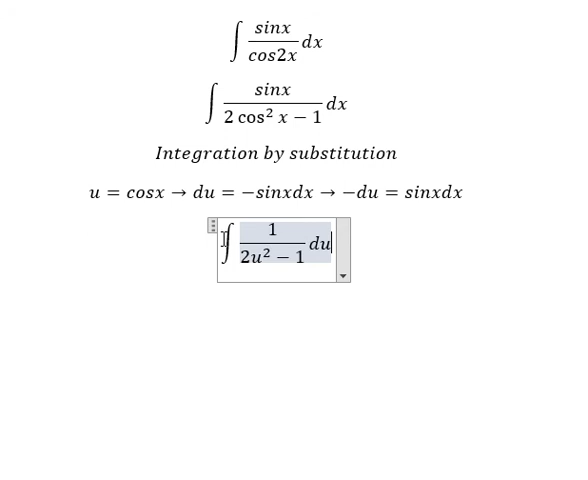 ∫ sinx / cos2x dx
∫ sinx / 2 cos² x − 1 dx
Integration by substitution
u = cosx → du = −sinxdx → −du = sinxdx
∫ 1 / 2u² − 1 du